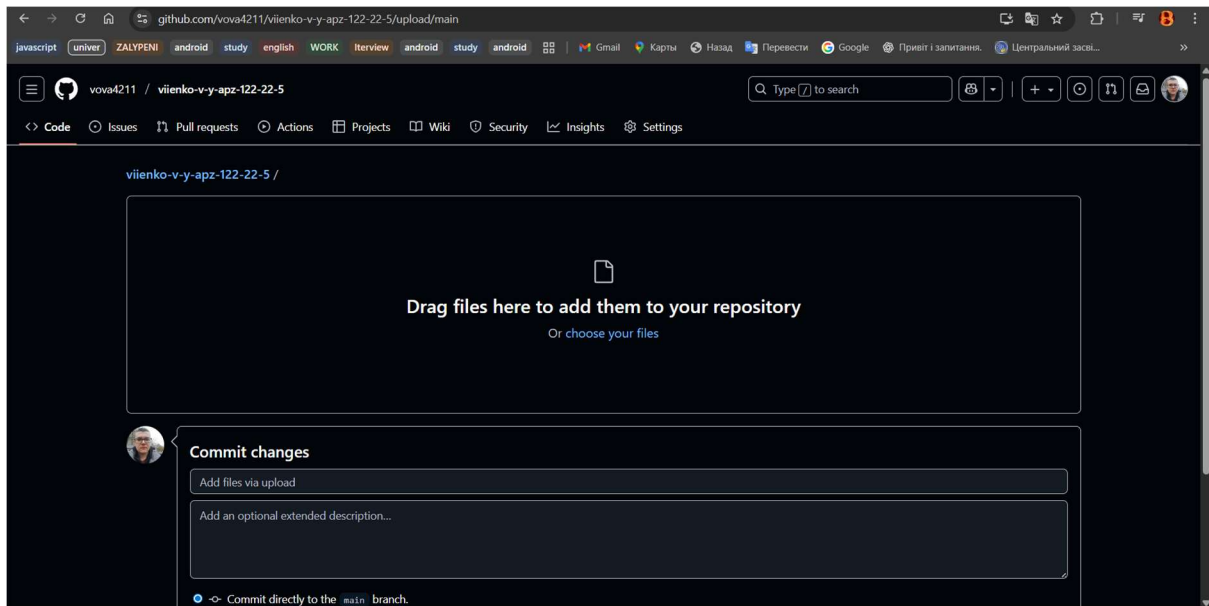 github.com/vova4211/viienko-v-y-apz-122-22-5/upload/main
javascript univer ZALYPENI android study english WORK Iterview android study android Gmail Карты Назад Перевести Google Привіт і запитання. Центральний засві...
vova4211 / viienko-v-y-apz-122-22-5 Type / to search
Code Issues Pull requests Actions Projects Wiki Security Insights Settings
viienko-v-y-apz-122-22-5 /
Drag files here to add them to your repository
Or choose your files
Commit changes
Add files via upload
Add an optional extended description...
Commit directly to the main branch.